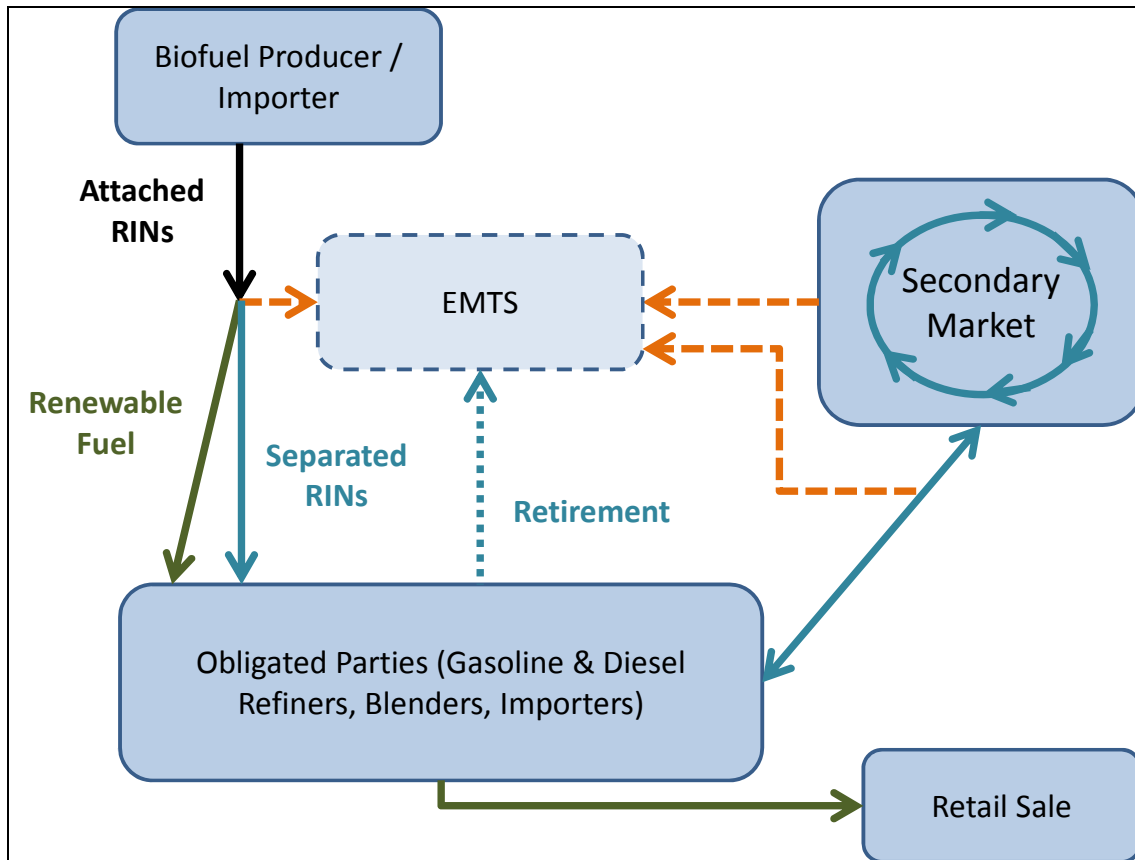 Biofuel Producer /
Importer
Attached
RINs
EMTS
Secondary
Market
Renewable
Fuel
Separated
RINs
Retirement
Obligated Parties (Gasoline & Diesel
Refiners, Blenders, Importers)
Retail Sale